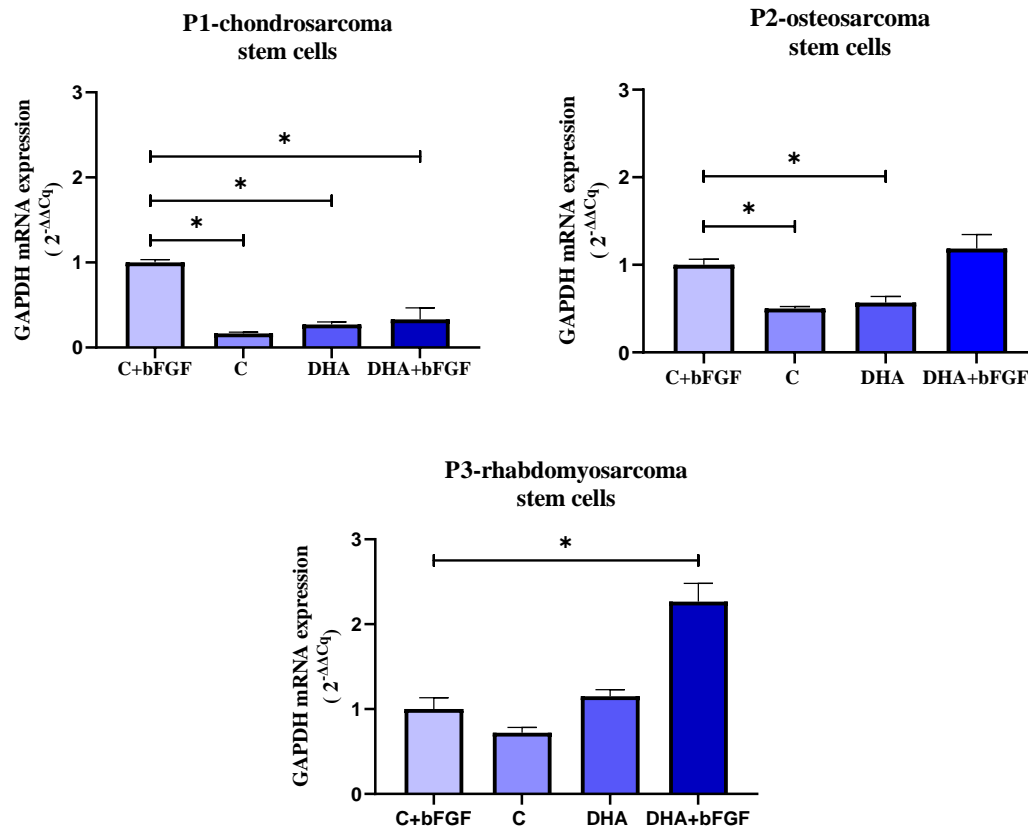 P1-chondrosarcoma
stem cells
GAPDH mRNA expression
( 2^-ΔΔCq)
3
2
1
0
*
*
*
C+bFGF C DHA DHA+bFGF
P2-osteosarcoma
stem cells
GAPDH mRNA expression
( 2^-ΔΔCq)
3
2
1
0
*
*
C+bFGF C DHA DHA+bFGF
P3-rhabdomyosarcoma
stem cells
GAPDH mRNA expression
( 2^-ΔΔCq)
3
2
1
0
*
C+bFGF C DHA DHA+bFGF